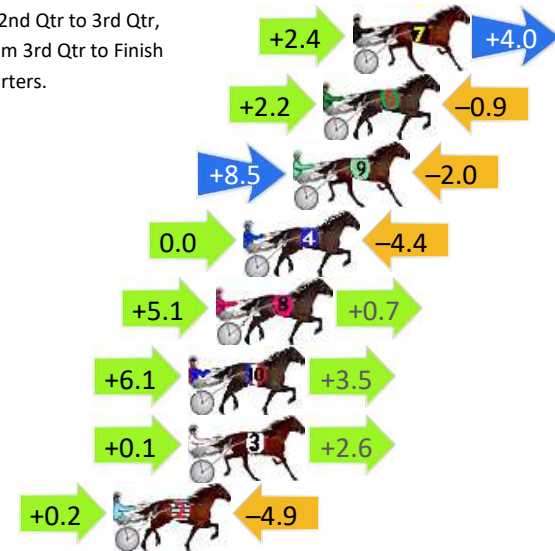 2nd Qtr to 3rd Qtr,
m 3rd Qtr to Finish
rters.
+2.4 7 +4.0
+2.2 6 –0.9
+8.5 9 –2.0
0.0 4 –4.4
+5.1 8 +0.7
+6.1 10 +3.5
+0.1 3 +2.6
+0.2 2 –4.9